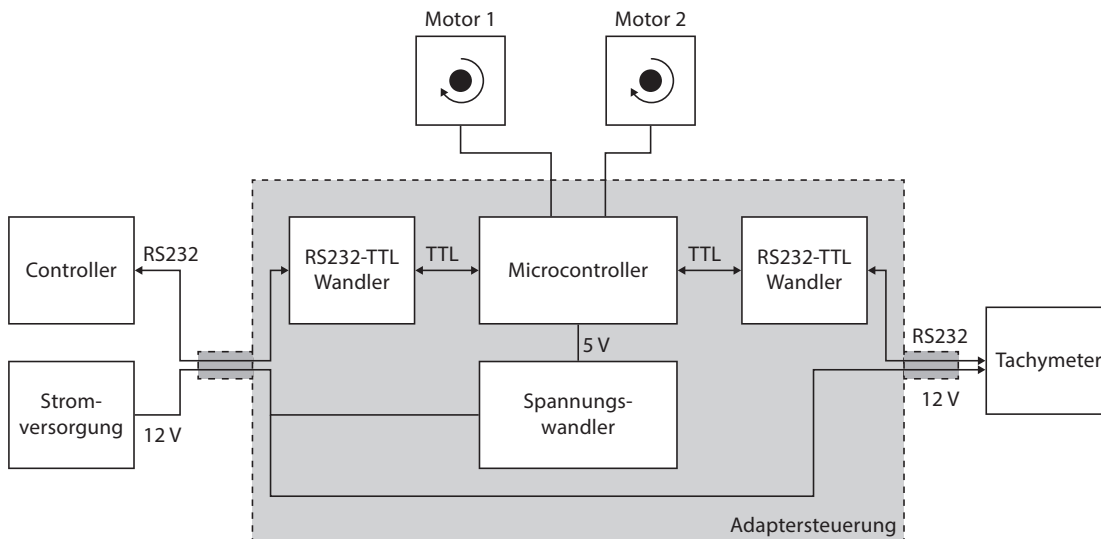 Motor 1
Motor 2
Controller
RS232
RS232-TTL
Wandler
TTL
Microcontroller
TTL
RS232-TTL
Wandler
RS232
Tachymeter
5 V
Strom-
versorgung
12 V
Spannungs-
wandler
12 V
Adaptersteuerung